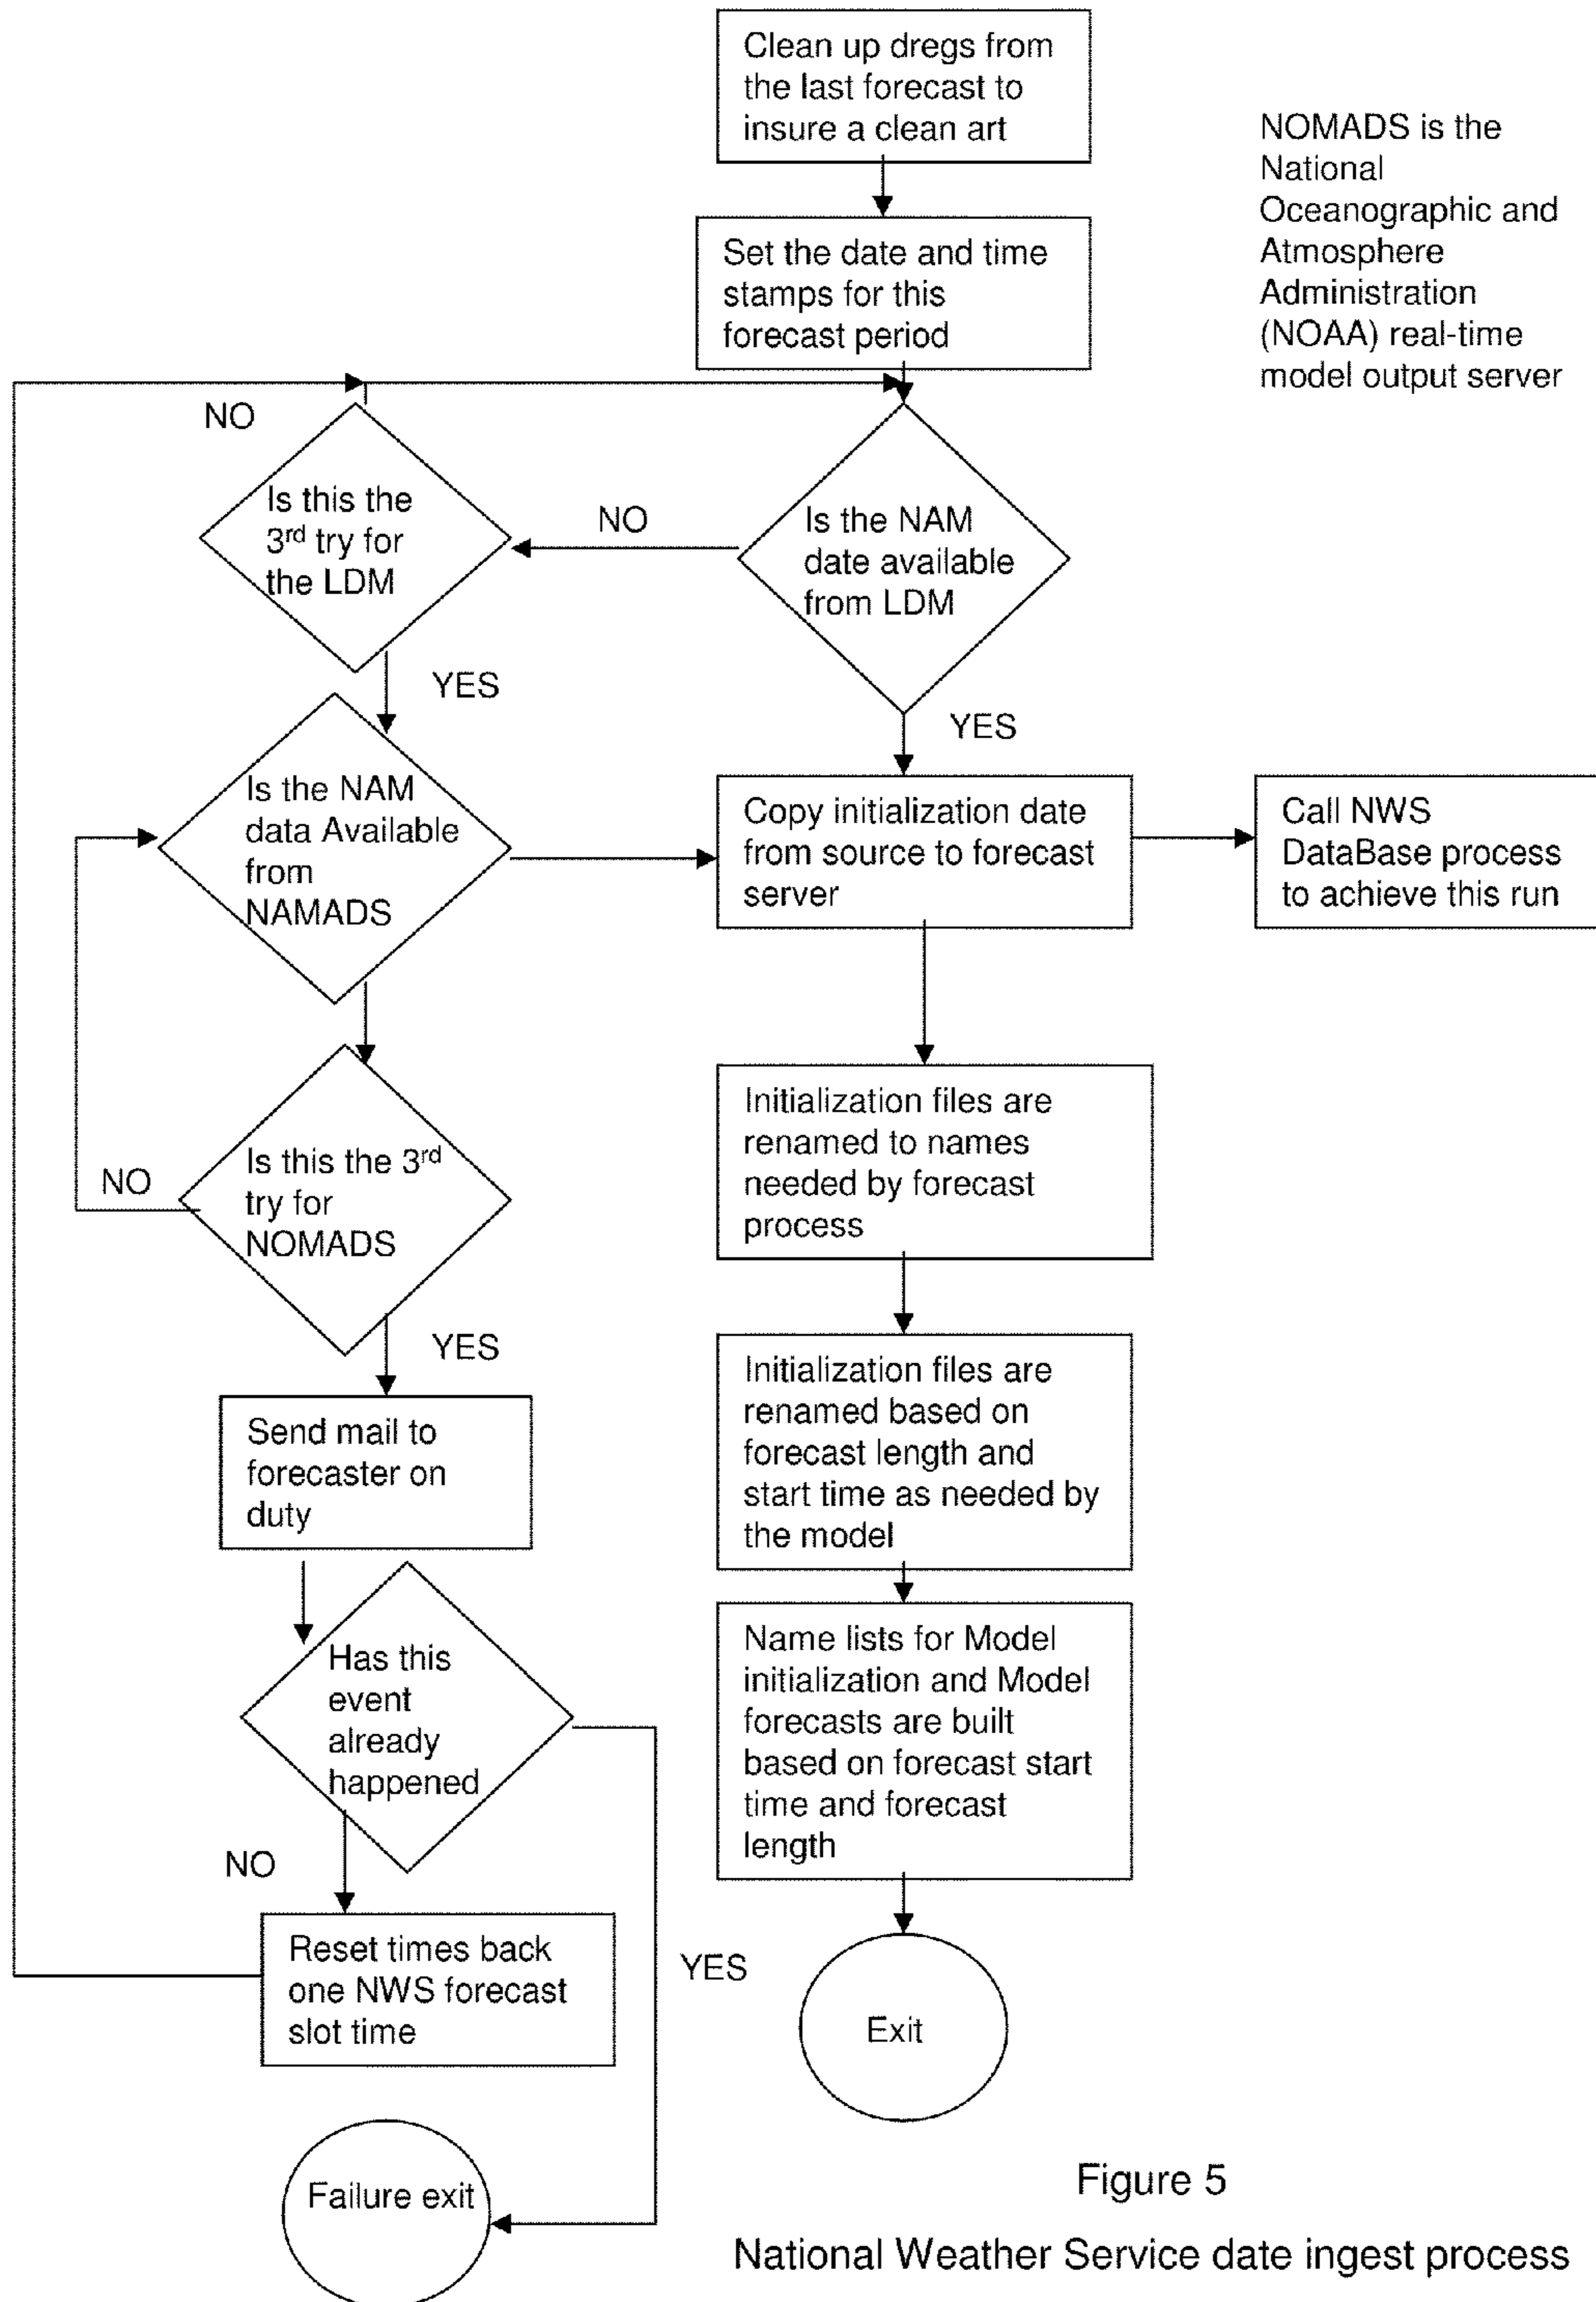 Clean up dregs from
the last forecast to
insure a clean art
NOMADS is the
National
Oceanographic and
Atmosphere
Administration
(NOAA) real-time
model output server
Set the date and time
stamps for this
forecast period
NO
Is this the
3rd try for
the LDM
NO
Is the NAM
date available
from LDM
YES
YES
Is the NAM
data Available
from
NAMADS
Copy initialization date
from source to forecast
server
Call NWS
DataBase process
to achieve this run
Is this the 3rd
try for
NOMADS
NO
Initialization files are
renamed to names
needed by forecast
process
YES
Send mail to
forecaster on
duty
Initialization files are
renamed based on
forecast length and
start time as needed by
the model
Has this
event
already
happened
Name lists for Model
initialization and Model
forecasts are built
based on forecast start
time and forecast
length
NO
Reset times back
one NWS forecast
slot time
YES
Exit
Failure exit
Figure 5
National Weather Service date ingest process